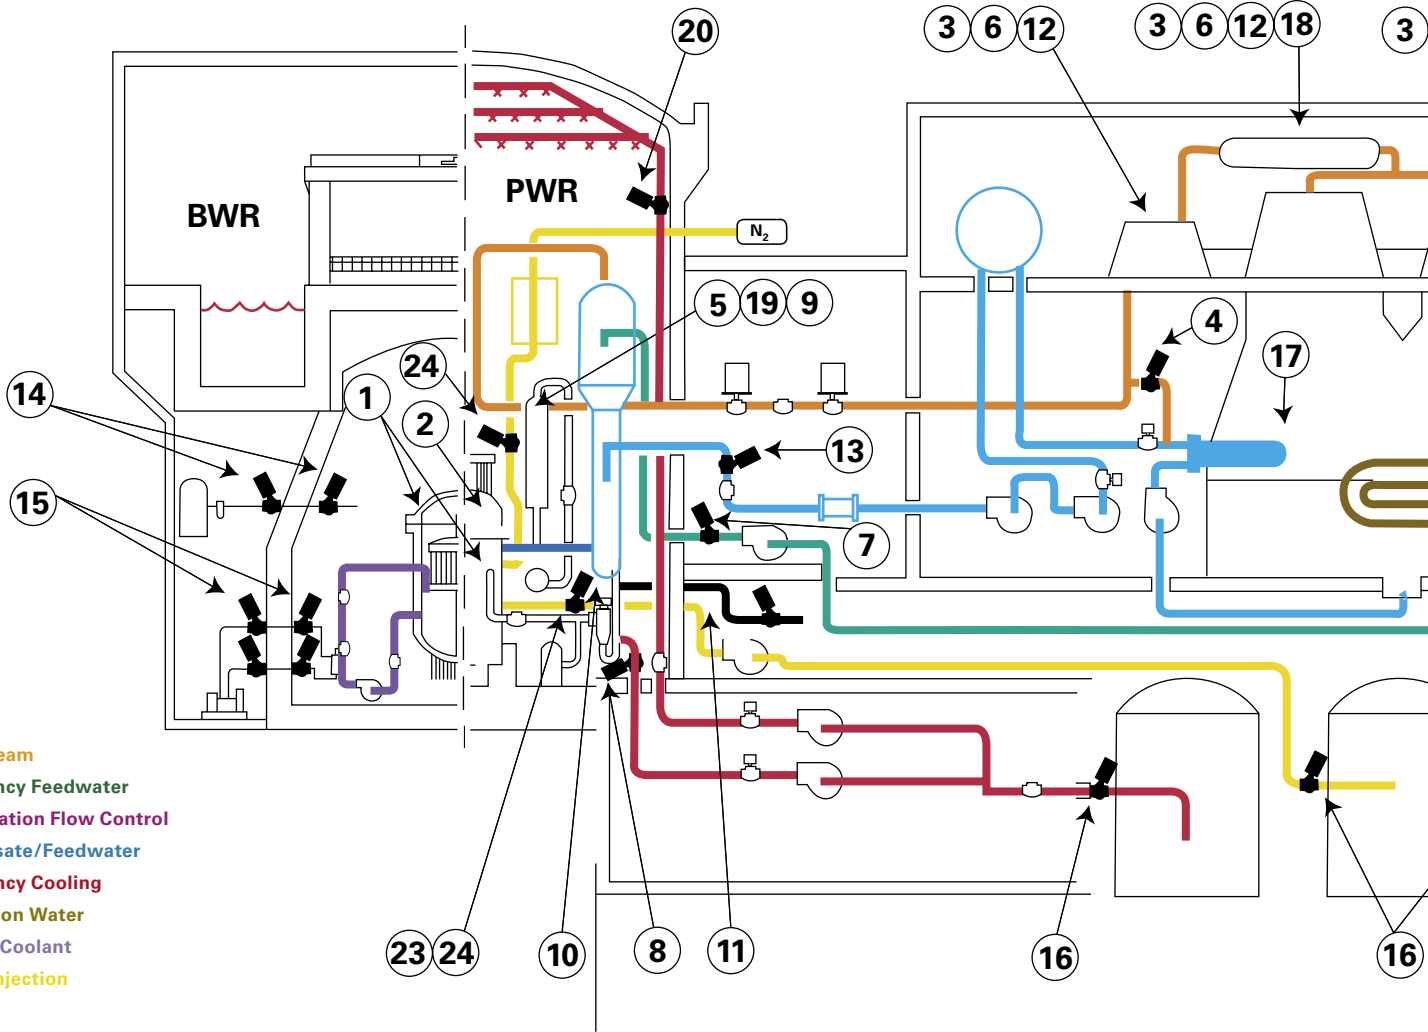 20
3 6 12
3 6 12 18
3
BWR
PWR
N2
5 19 9
4
17
24
14
1
2
13
15
7
eam
ncy Feedwater
ation Flow Control
sate/Feedwater
ncy Cooling
on Water
Coolant
njection
23 24
10
8
11
16
16